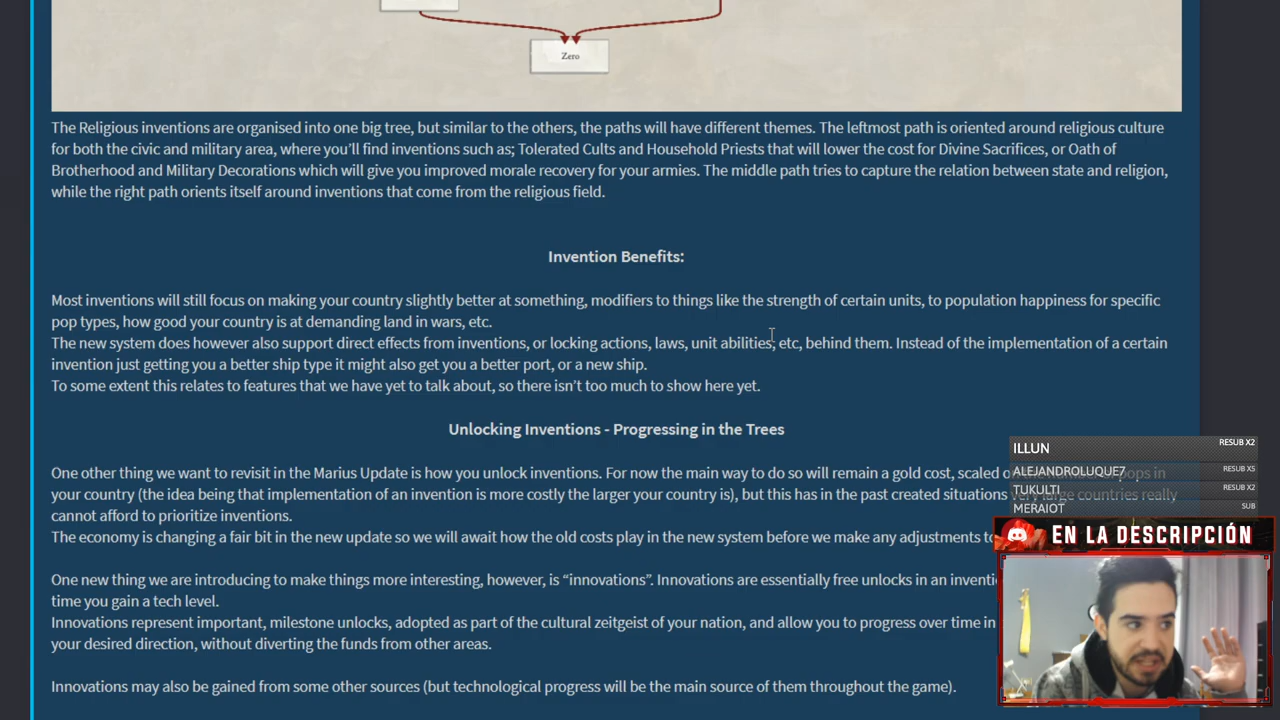 Zero
The Religious inventions are organised into one big tree, but similar to the others, the paths will have different themes. The leftmost path is oriented around religious culture
for both the civic and military area, where you'll find inventions such as; Tolerated Cults and Household Priests that will lower the cost for Divine Sacrifices, or Oath of
Brotherhood and Military Decorations which will give you improved morale recovery for your armies. The middle path tries to capture the relation between state and religion,
while the right path orients itself around inventions that come from the religious field.
Invention Benefits:
Most inventions will still focus on making your country slightly better at something, modifiers to things like the strength of certain units, to population happiness for specific
pop types, how good your country is at demanding land in wars, etc.
The new system does however also support direct effects from inventions, or locking actions, laws, unit abilities, etc, behind them. Instead of the implementation of a certain
invention just getting you a better ship type it might also get you a better port, or a new ship.
To some extent this relates to features that we have yet to talk about, so there isn't too much to show here yet.
Unlocking Inventions - Progressing in the Trees
One other thing we want to revisit in the Marius Update is how you unlock inventions. For now the main way to do so will remain a gold cost, scaled pops in
your country (the idea being that implementation of an invention is more costly the larger your country is), but this has in the past created situations very large countries really
cannot afford to prioritize inventions.
The economy is changing a fair bit in the new update so we will await how the old costs play in the new system before we make any adjustments to
One new thing we are introducing to make things more interesting, however, is “innovations”. Innovations are essentially free unlocks in an
time you gain a tech level.
Innovations represent important, milestone unlocks, adopted as part of the cultural zeitgeist of your nation, and allow you to progress over time in
your desired direction, without diverting the funds from other areas.
Innovations may also be gained from some other sources (but technological progress will be the main source of them throughout the game).
ILLUN RESUB X2
ALEJANDROLUQUE7 RESUB X5
TUKULTI RESUB X2
MERAIOT SUB
EN LA DESCRIPCIÓN